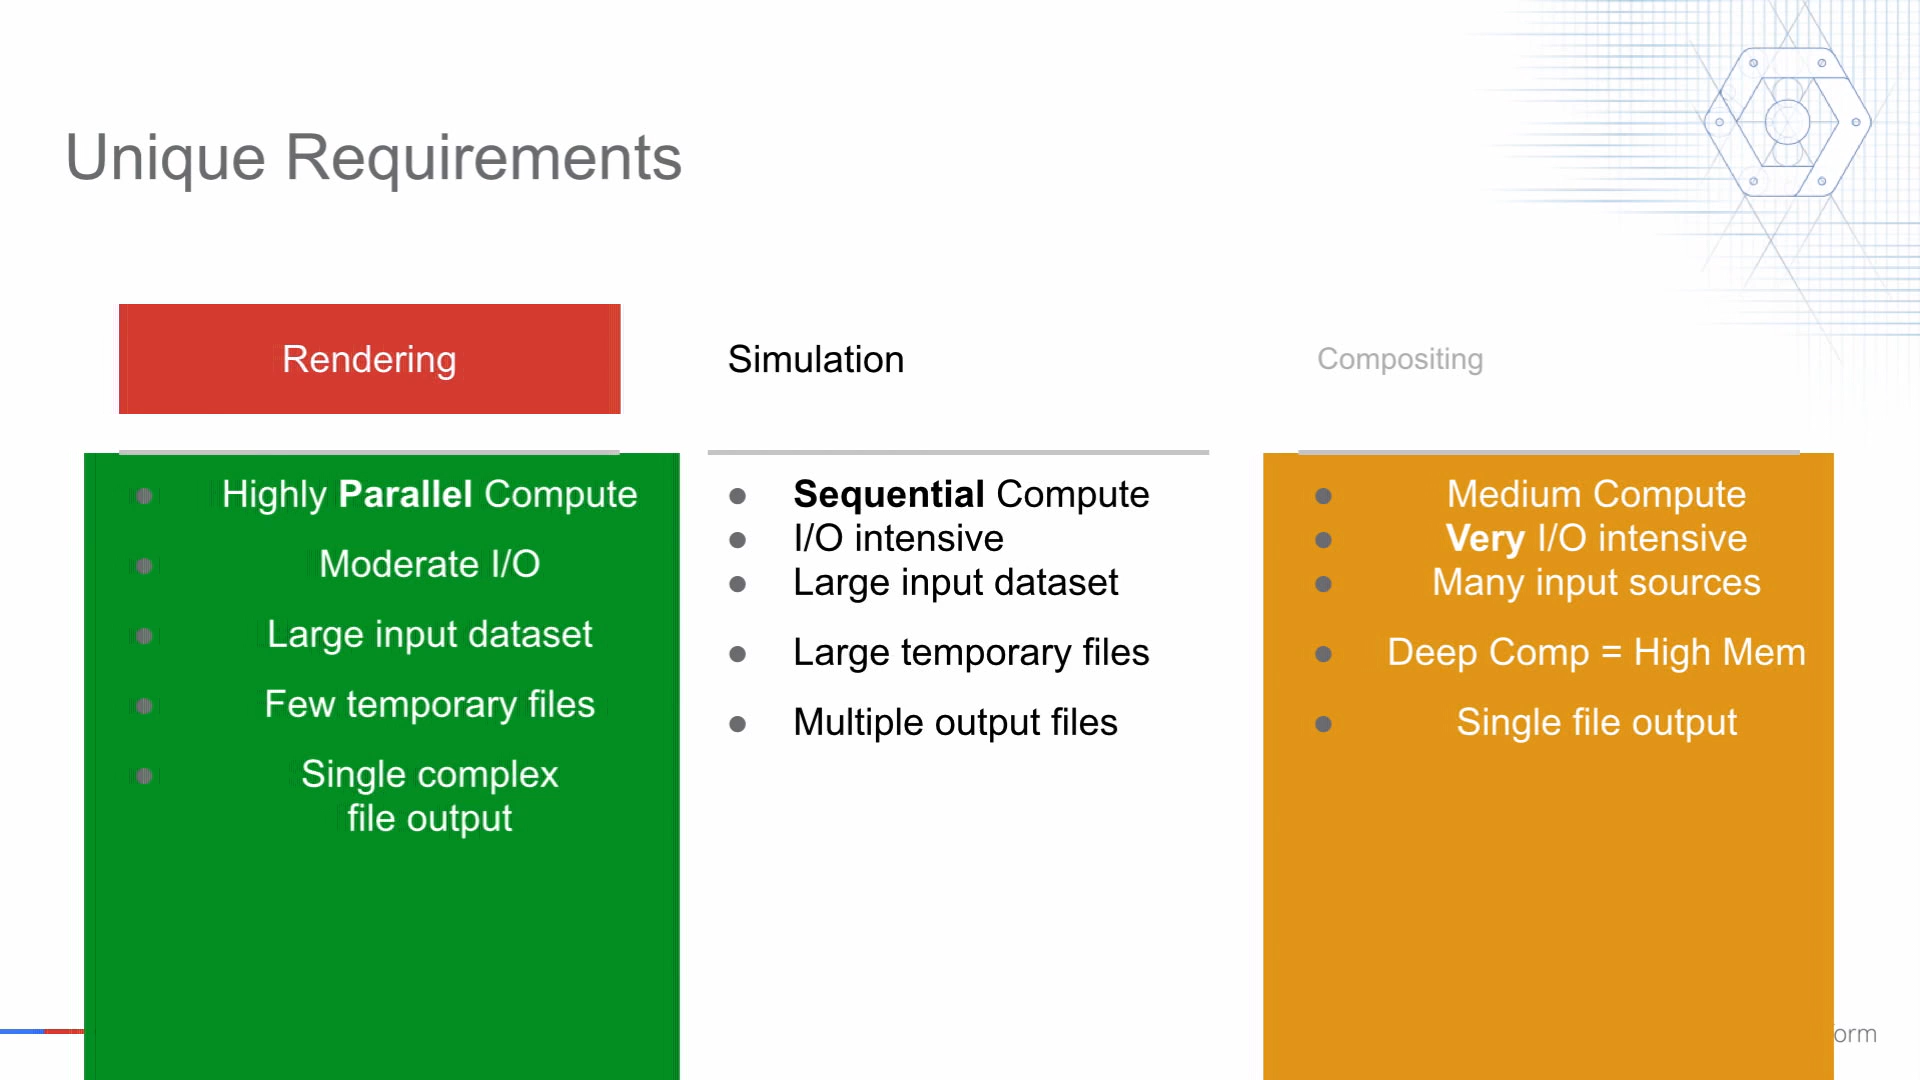 Unique Requirements
Rendering
Highly Parallel Compute
Moderate I/O
Large input dataset
Few temporary files
Single complex
file output
Simulation
Sequential Compute
I/O intensive
Large input dataset
Large temporary files
Multiple output files
Compositing
Medium Compute
Very I/O intensive
Many input sources
Deep Comp = High Mem
Single file output